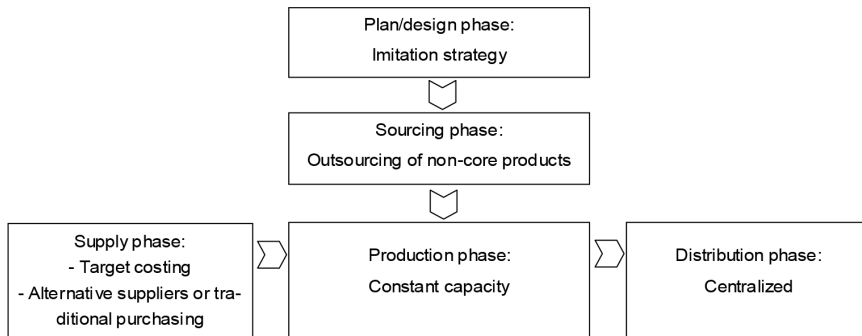 Plan/design phase:
Imitation strategy
Sourcing phase:
Outsourcing of non-core products
Supply phase:
- Target costing
- Alternative suppliers or tra-
ditional purchasing
Production phase:
Constant capacity
Distribution phase:
Centralized